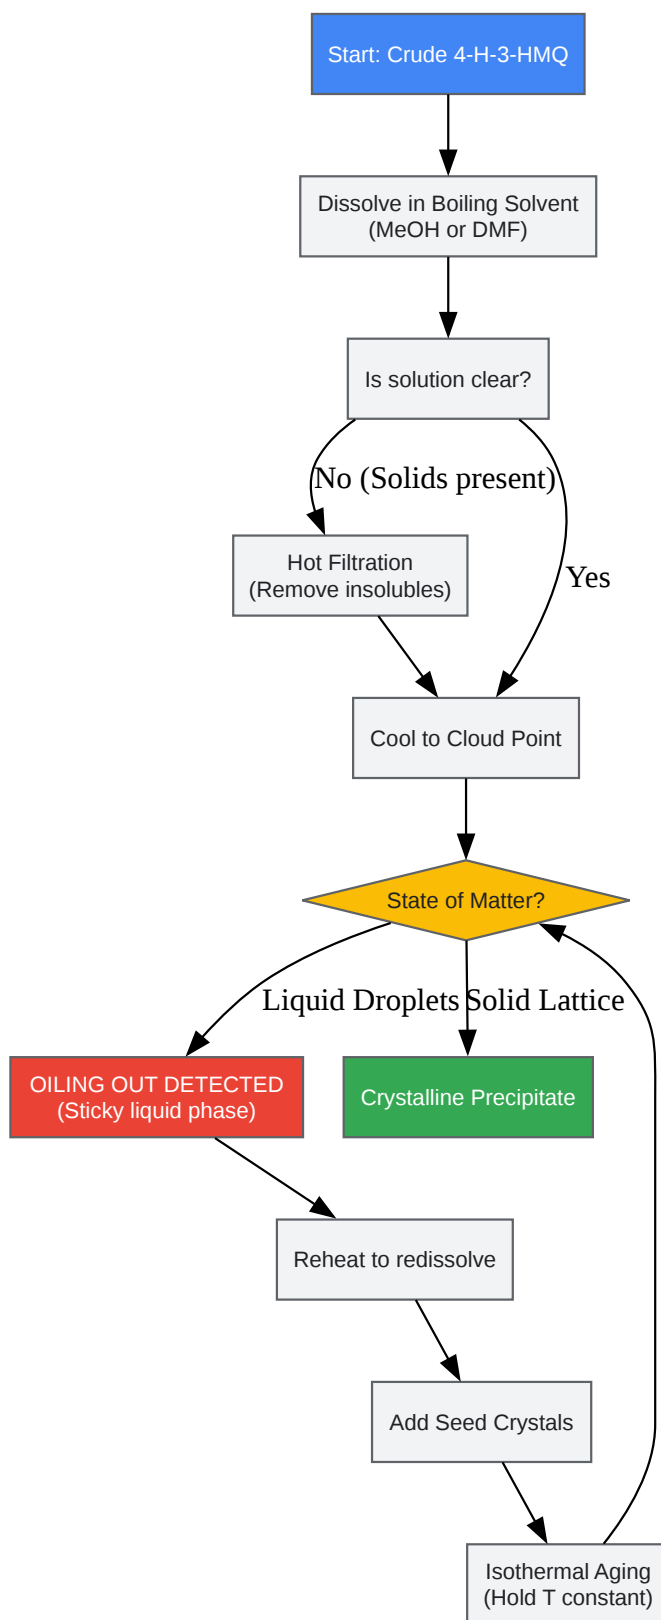 Start: Crude 4-H-3-HMQ
Dissolve in Boiling Solvent
(MeOH or DMF)
Is solution clear?
No (Solids present)
Hot Filtration
(Remove insolubles)
Yes
Cool to Cloud Point
State of Matter?
Liquid Droplets
Solid Lattice
OILING OUT DETECTED
(Sticky liquid phase)
Crystalline Precipitate
Reheat to redissolve
Add Seed Crystals
Isothermal Aging
(Hold T constant)